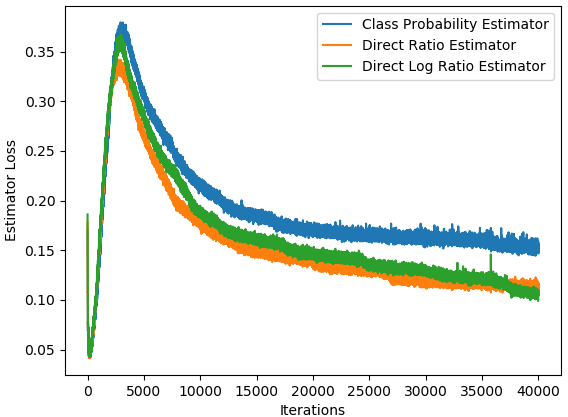 Class Probability Estimator
Direct Ratio Estimator
Direct Log Ratio Estimator
Estimator Loss
0.35
0.30
0.25
0.20
0.15
0.10
0.05
0 5000 10000 15000 20000 25000 30000 35000 40000
Iterations